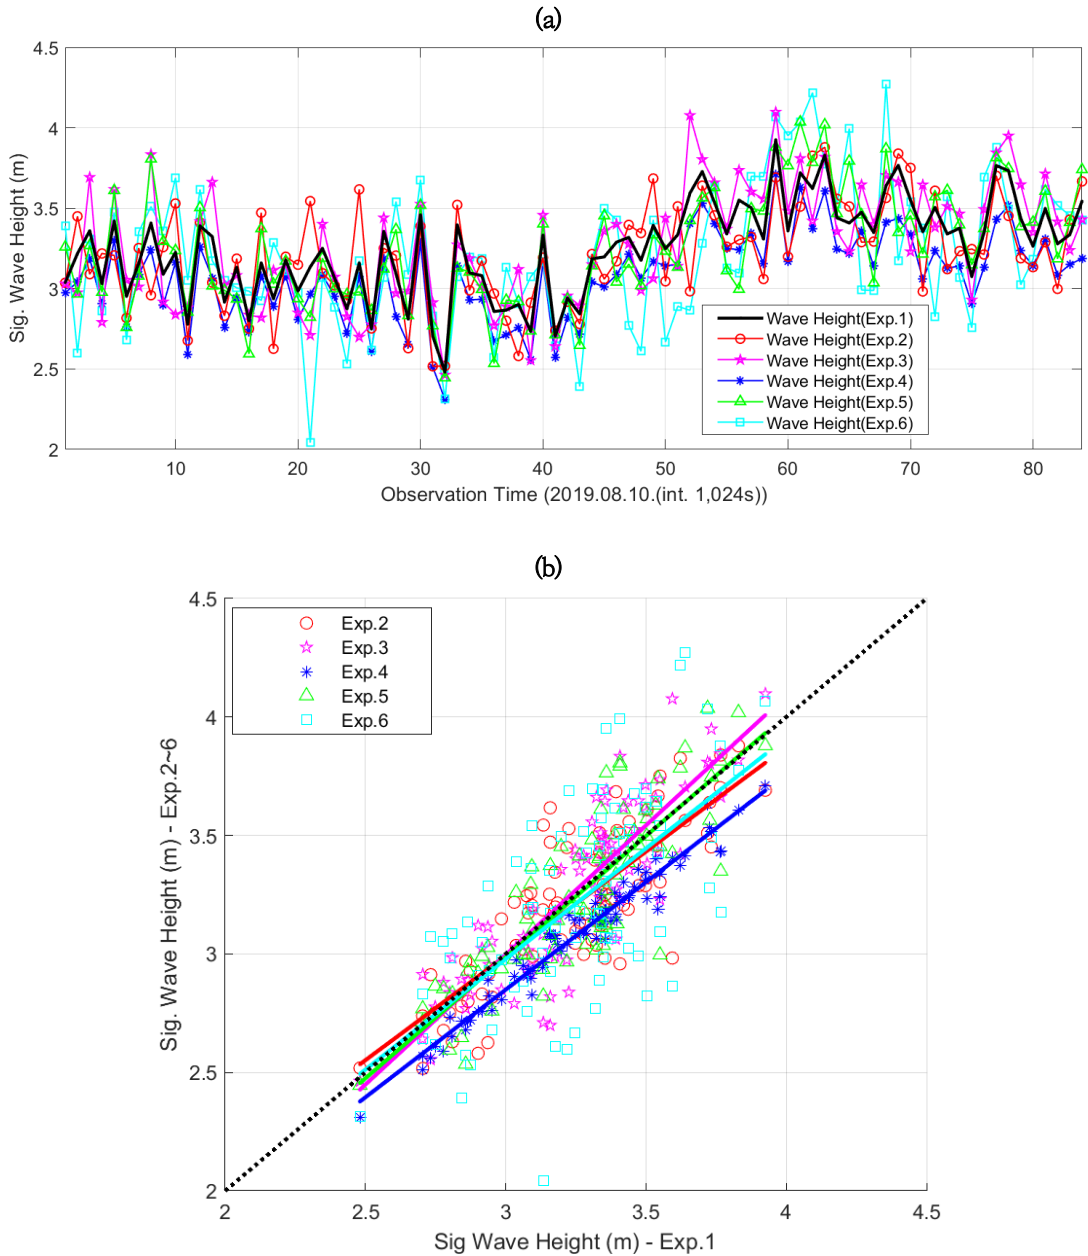 (a)
4.5
4
3.5
3
2.5
2
Sig. Wave Height (m)
Wave Height(Exp.1)
Wave Height(Exp.2)
Wave Height(Exp.3)
Wave Height(Exp.4)
Wave Height(Exp.5)
Wave Height(Exp.6)
10 20 30 40 50 60 70 80
Observation Time (2019.08.10.(int. 1,024s))
(b)
4.5
4
3.5
3
2.5
2
Sig. Wave Height (m) - Exp.2~6
Exp.2
Exp.3
Exp.4
Exp.5
Exp.6
2 2.5 3 3.5 4 4.5
Sig Wave Height (m) - Exp.1